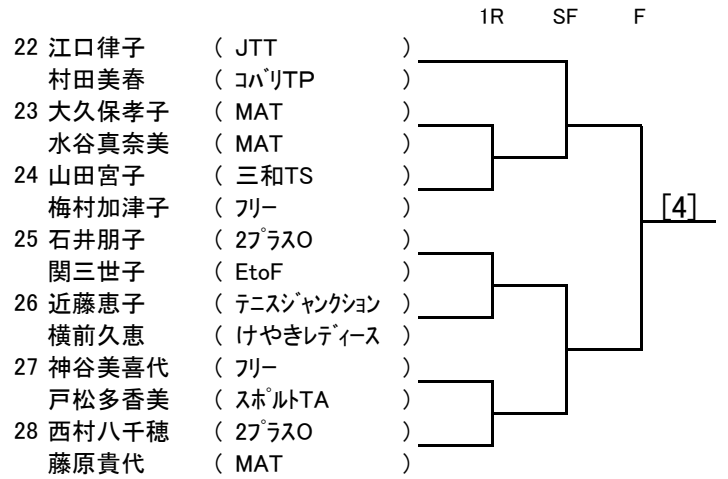 1R SF F
22 江口律子 ( JTT )
村田美春 ( コバリTP )
23 大久保孝子 ( MAT )
水谷真奈美 ( MAT )
24 山田宮子 ( 三和TS )
梅村加津子 ( フリー )
[4]
25 石井朋子 ( 2プラスO )
関三世子 ( EtoF )
26 近藤恵子 ( テニスジャンクション )
横前久恵 ( けやきレディース )
27 神谷美喜代 ( フリー )
戸松多香美 ( スポルトTA )
28 西村八千穂 ( 2プラスO )
藤原貴代 ( MAT )